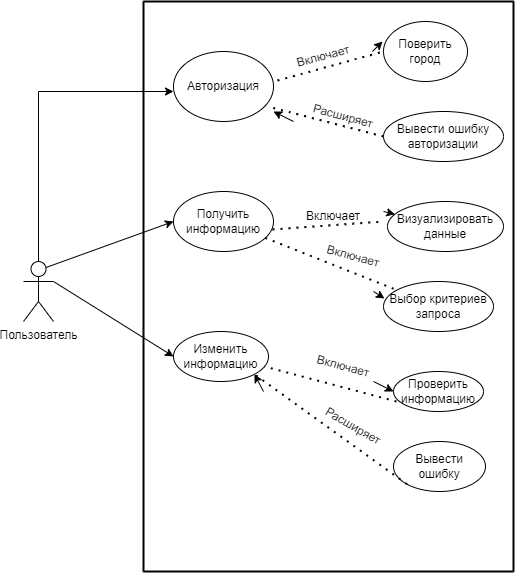 Включает
Поверить
город
Авторизация
Расширяет
Вывести ошибку
авторизации
Получить
информацию
Включает
Визуализировать
данные
Включает
Выбор критериев
запроса
Пользователь
Изменить
информацию
Включает
Проверить
информацию
Расширяет
Вывести
ошибку